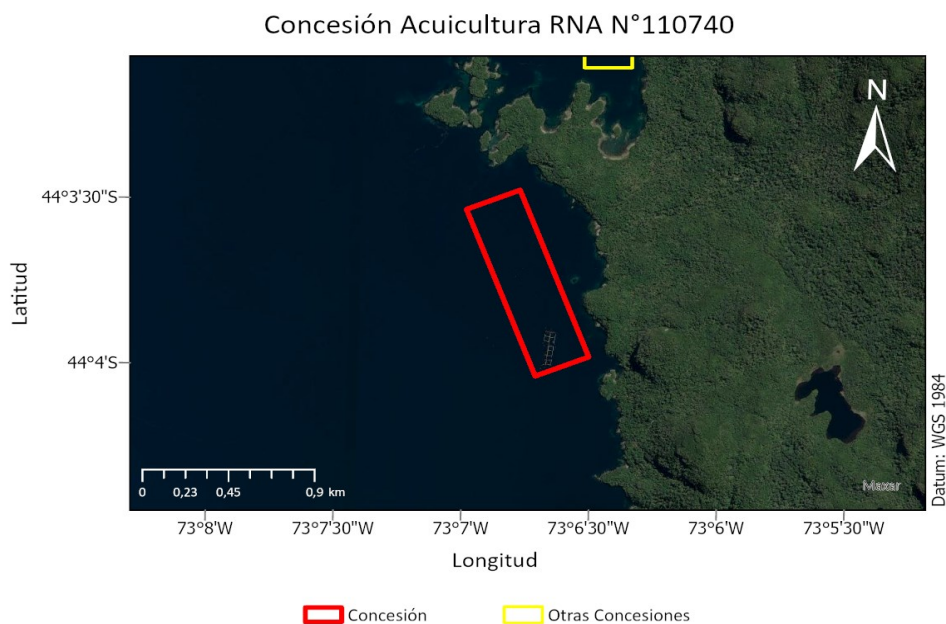 Concesión Acuicultura RNA N°110740
N
44°3'30"S
44°4'S
Latitud
0 0,23 0,45 0,9 km
Maxar
Datum: WGS 1984
73°8'W 73°7'30"W 73°7'W 73°6'30"W 73°6'W 73°5'30"W
Longitud
Concesión Otras Concesiones